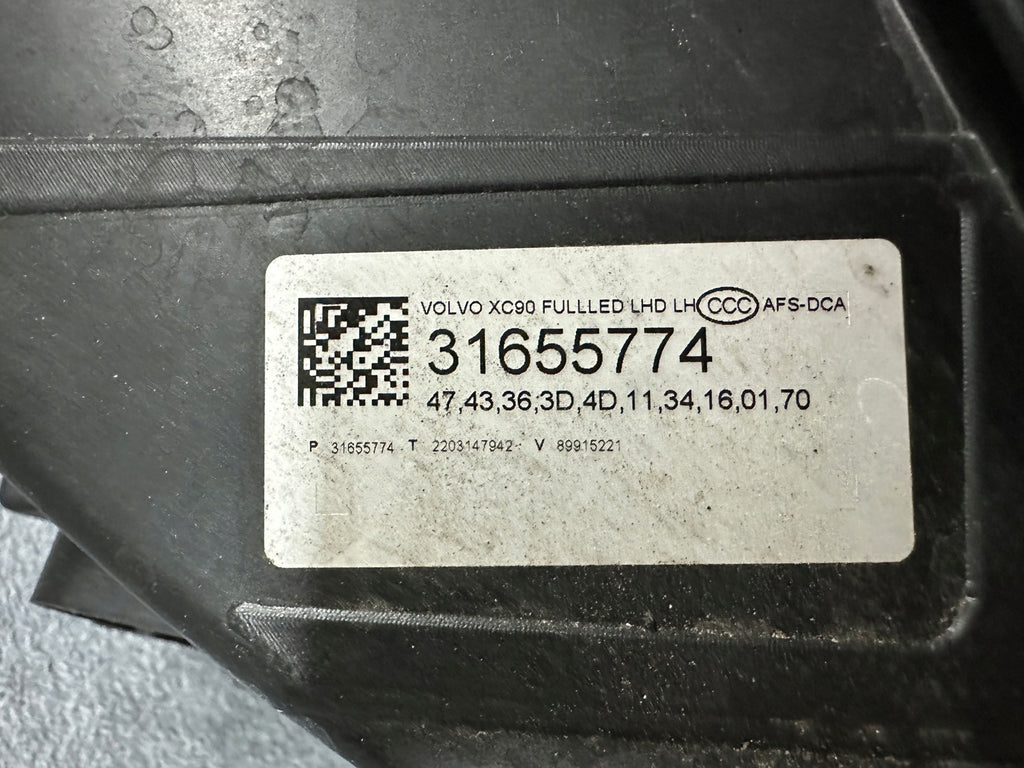 VOLVO XC90 FULLLED LHD LH CCC AFS-DCA
31655774
47,43,36,3D,4D,11,34,16,01,70
P 31655774 T 2203147942 V 89915221